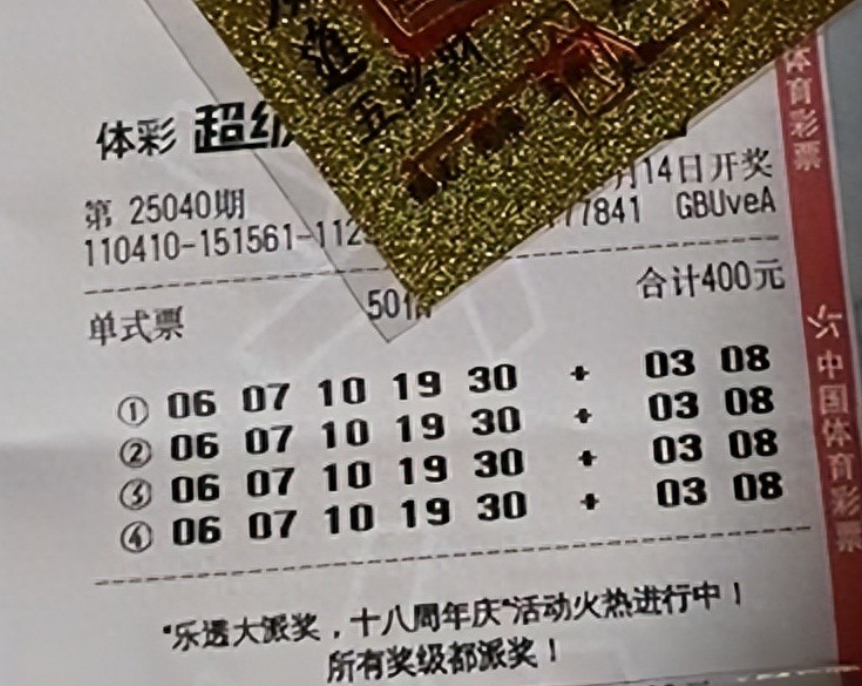 進
五
体彩 超级
第 25040期
月14日开奖
110410-151561-112
77841 GBUveA
单式票
50倍
合计400元
① 06 07 10 19 30 + 03 08
② 06 07 10 19 30 + 03 08
③ 06 07 10 19 30 + 03 08
④ 06 07 10 19 30 + 03 08
"乐透大派奖，十八周年庆"活动火热进行中！
所有奖级都派奖！
体育彩票
中国体育彩票